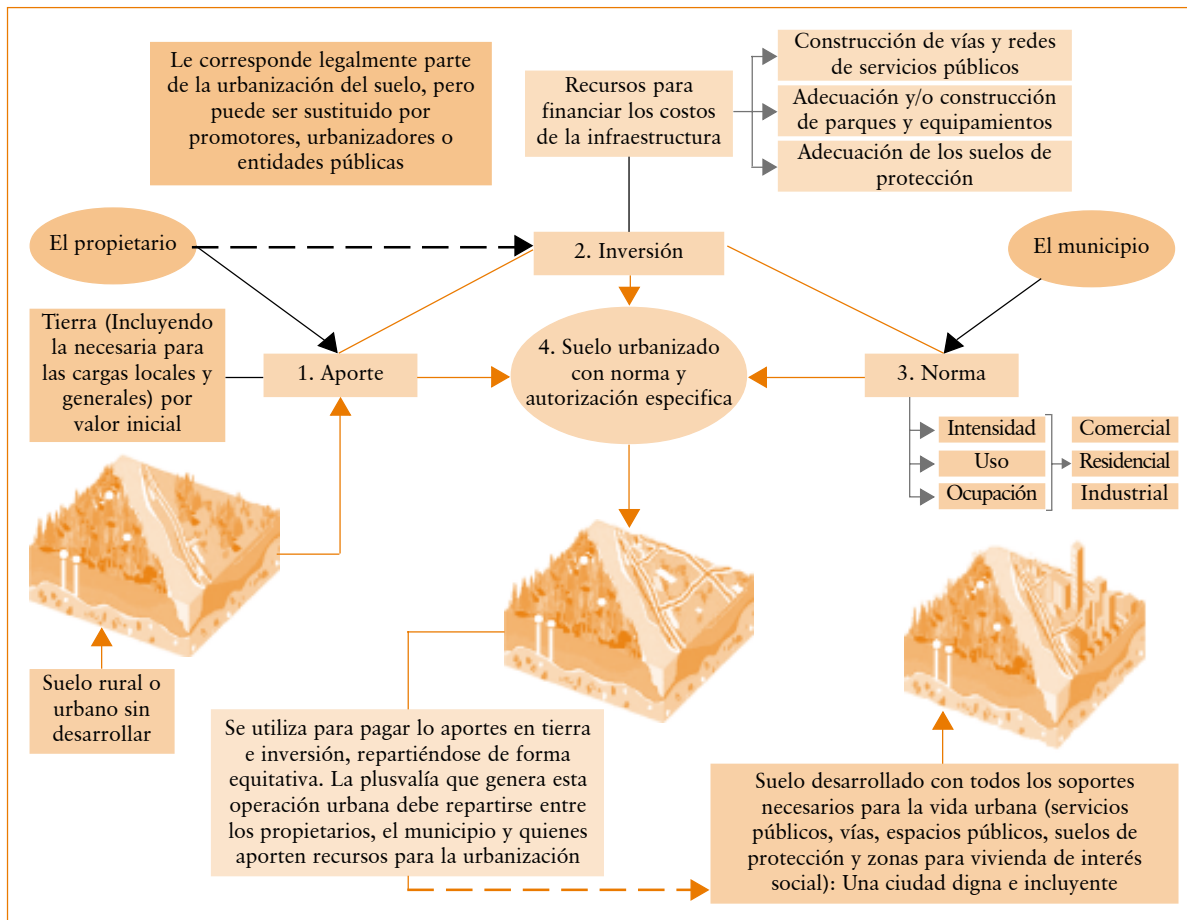 Le corresponde legalmente parte
de la urbanización del suelo, pero
puede ser sustituido por
promotores, urbanizadores o
entidades públicas
Recursos para
financiar los costos
de la infraestructura
Construcción de vías y redes
de servicios públicos
Adecuación y/o construcción
de parques y equipamientos
Adecuación de los suelos de
protección
El propietario
2. Inversión
El municipio
Tierra (Incluyendo
la necesaria para
las cargas locales y
generales) por
valor inicial
1. Aporte
4. Suelo urbanizado
con norma y
autorización especifica
3. Norma
Intensidad
Uso
Ocupación
Comercial
Residencial
Industrial
Suelo rural o
urbano sin
desarrollar
Se utiliza para pagar lo aportes en tierra
e inversión, repartiéndose de forma
equitativa. La plusvalía que genera esta
operación urbana debe repartirse entre
los propietarios, el municipio y quienes
aporten recursos para la urbanización
Suelo desarrollado con todos los soportes
necesarios para la vida urbana (servicios
públicos, vías, espacios públicos, suelos de
protección y zonas para vivienda de interés
social): Una ciudad digna e incluyente